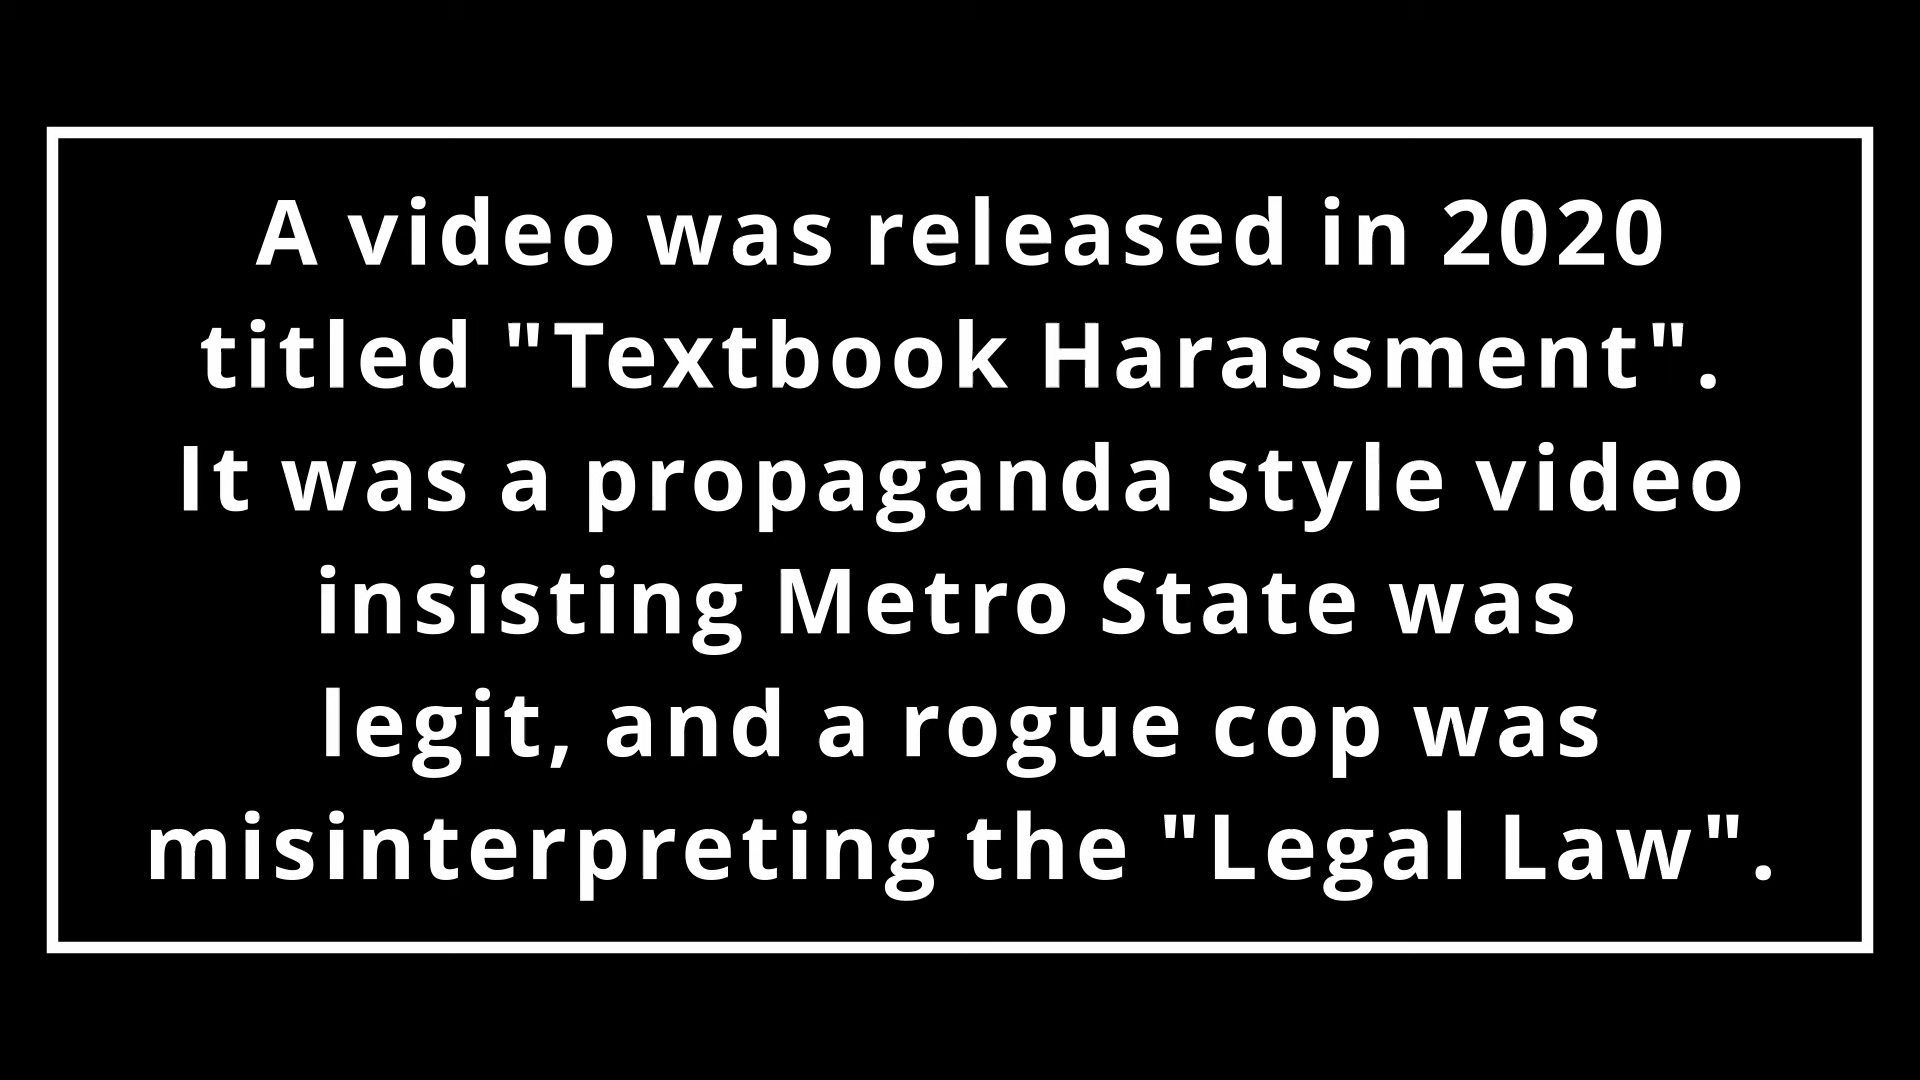 A video was released in 2020
titled "Textbook Harassment".
It was a propaganda style video
insisting Metro State was
legit, and a rogue cop was
misinterpreting the "Legal Law".